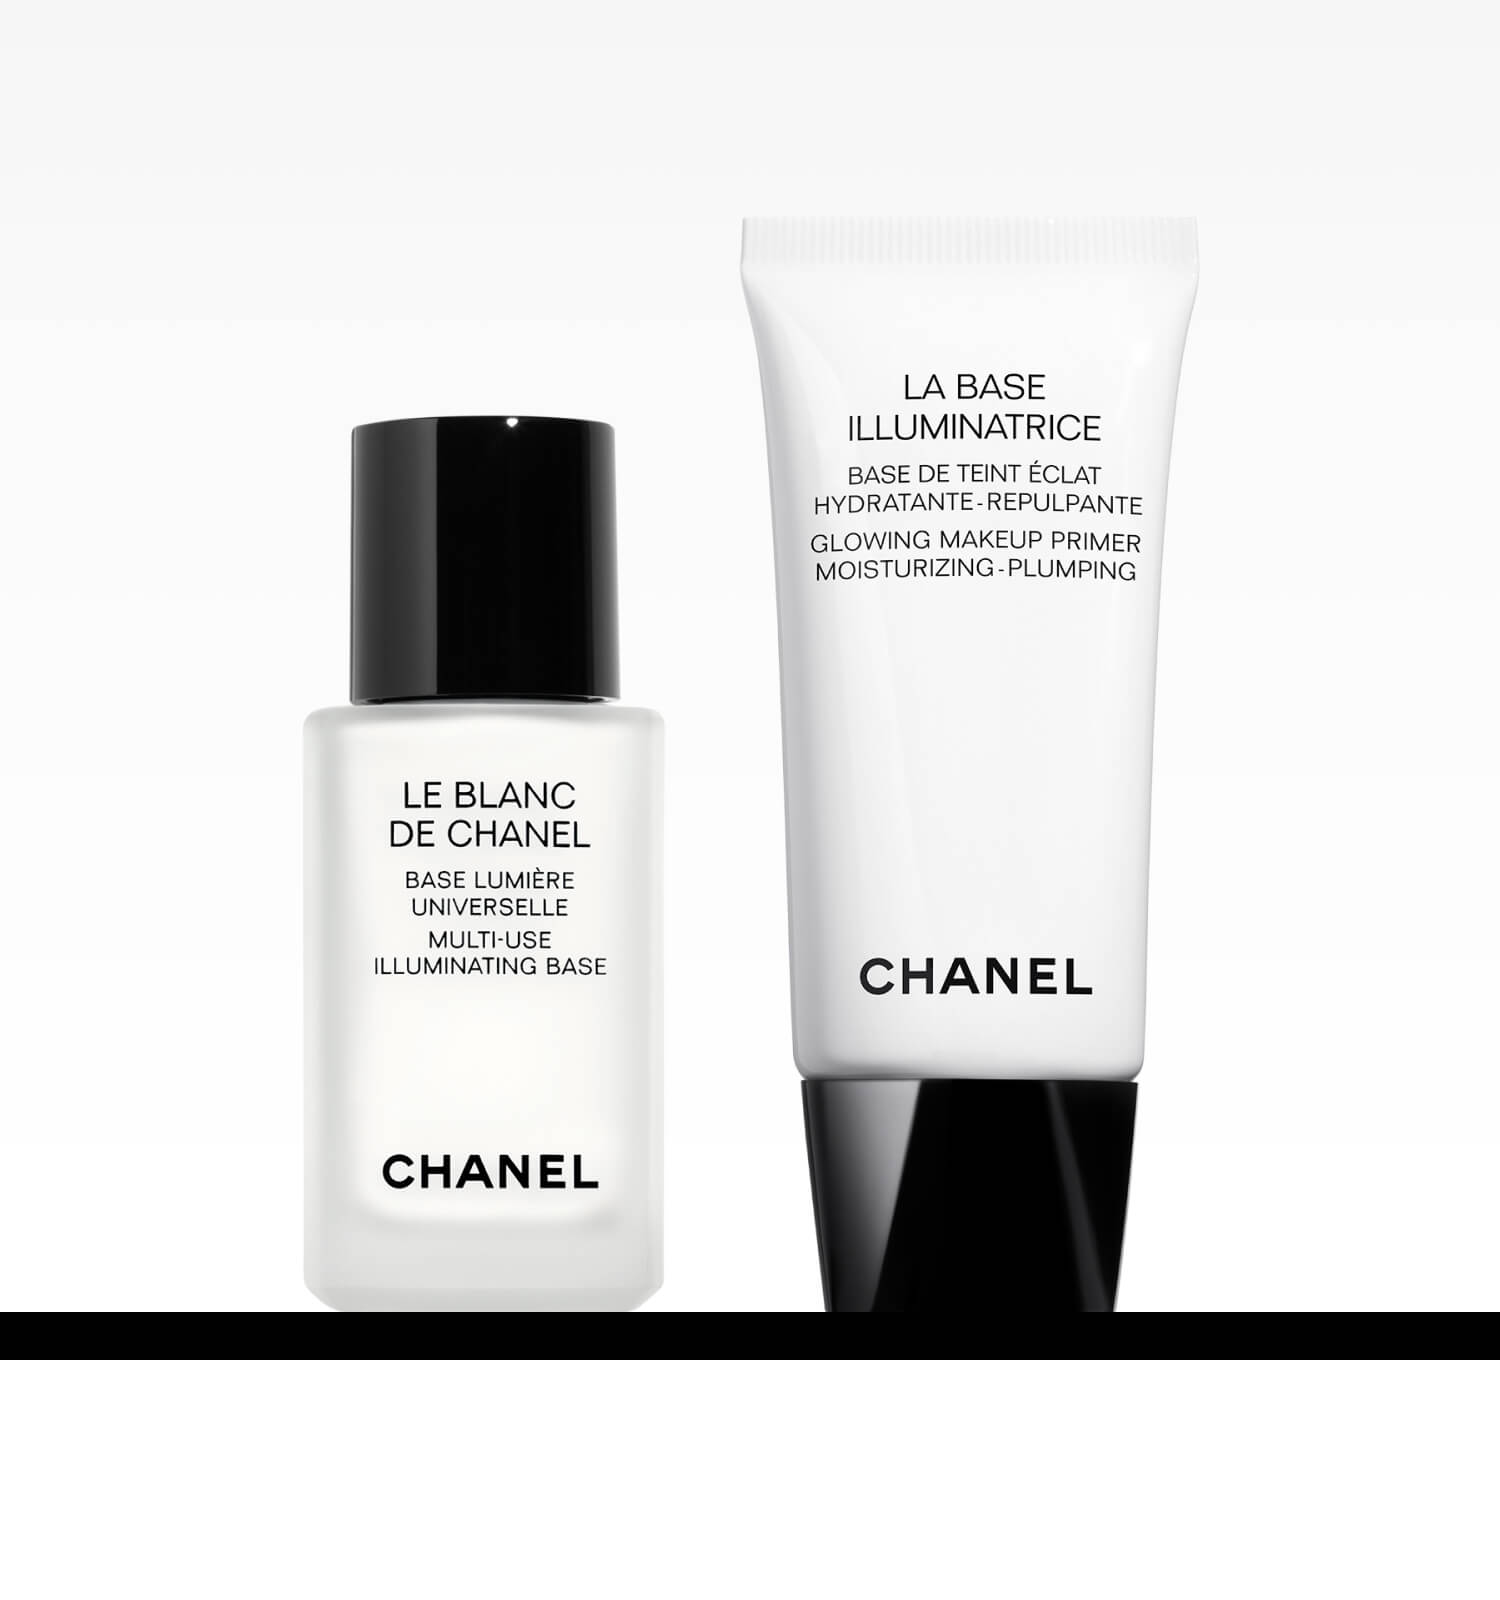 LE BLANC
DE CHANEL
BASE LUMIÈRE
UNIVERSELLE
MULTI-USE
ILLUMINATING BASE
CHANEL
LA BASE
ILLUMINATRICE
BASE DE TEINT ÉCLAT
HYDRATANTE-REPULPANTE
GLOWING MAKEUP PRIMER
MOISTURIZING-PLUMPING
CHANEL